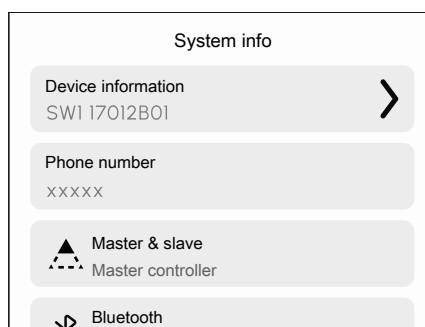 System info
Device information
SW1 17012B01
Phone number
xxxxx
Master & slave
Master controller
Bluetooth